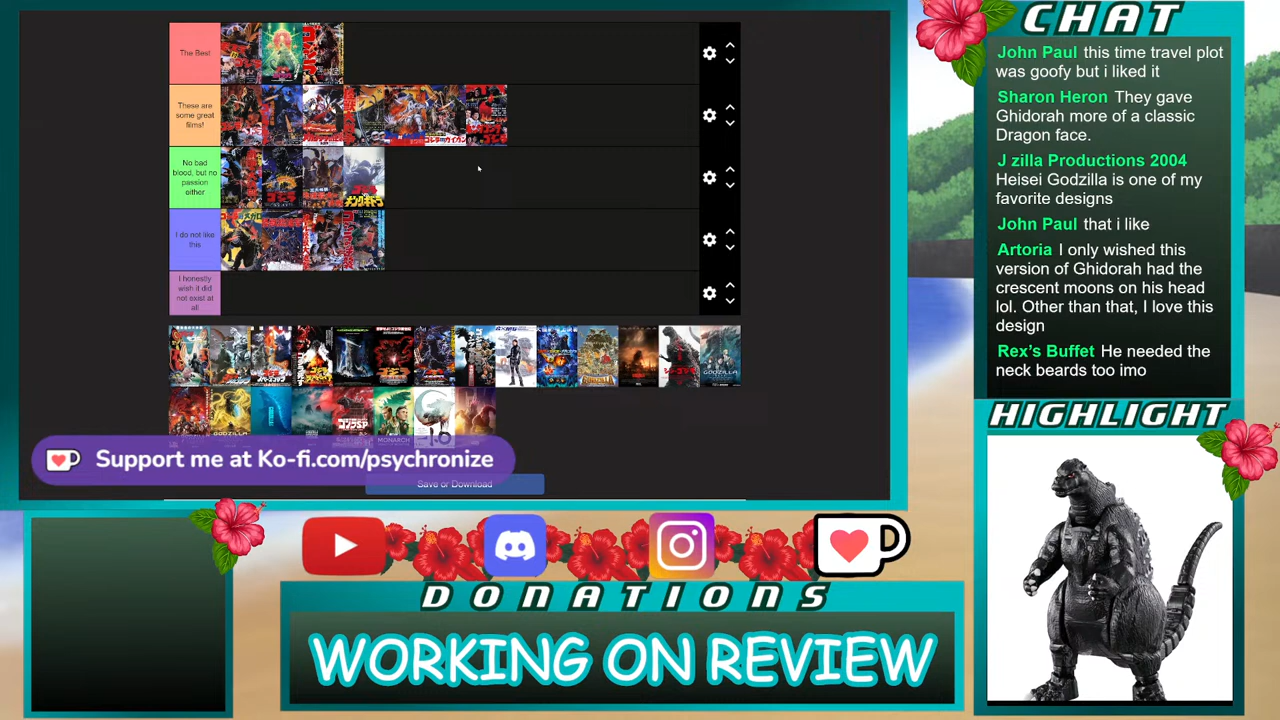 The Best
These are
some great
films!
No bad
blood, but no
passion
either
I do not like
this
I honestly
wish it did
not exist at
all
GODZILLA
GODZILLA
MONARCH
Support me at Ko-fi.com/psychronize
Save or Download
CHAT
John Paul this time travel plot
was goofy but i liked it
Sharon Heron They gave
Ghidorah more of a classic
Dragon face.
J zilla Productions 2004
Heisei Godzilla is one of my
favorite designs
John Paul that i like
Artoria I only wished this
version of Ghidorah had the
crescent moons on his head
lol. Other than that, I love this
design
Rex's Buffet He needed the
neck beards too imo
HIGHLIGHT
DONATIONS
WORKING ON REVIEW